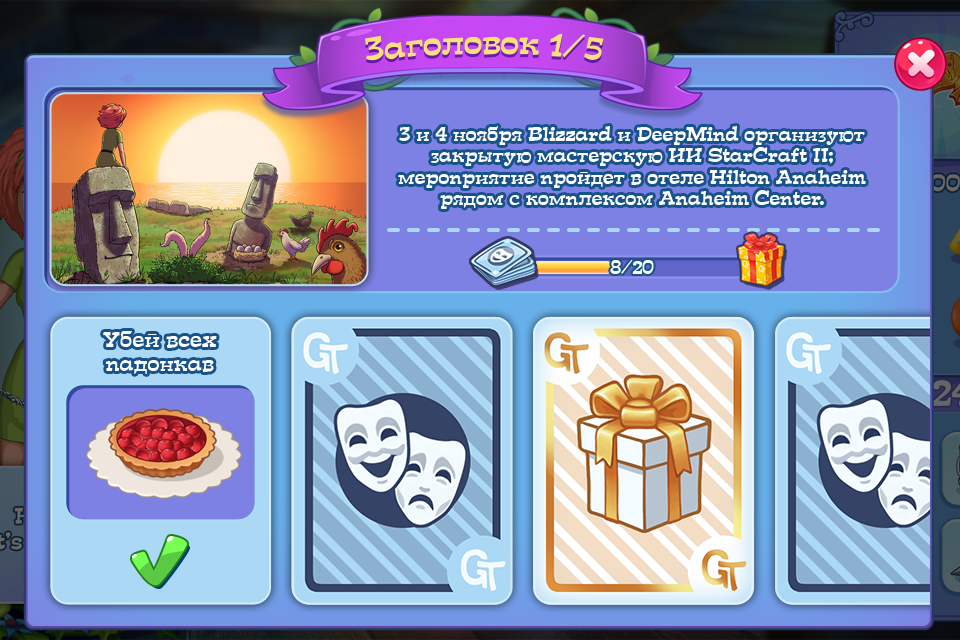 Заголовок 1/5
3 и 4 ноября Blizzard и DeepMind организуют
закрытую мастерскую ИИ StarCraft II;
мероприятие пройдет в отеле Hilton Anaheim
рядом с комплексом Anaheim Center.
8/20
Убей всех
падонкав
GT
GT
GT
GT
GT